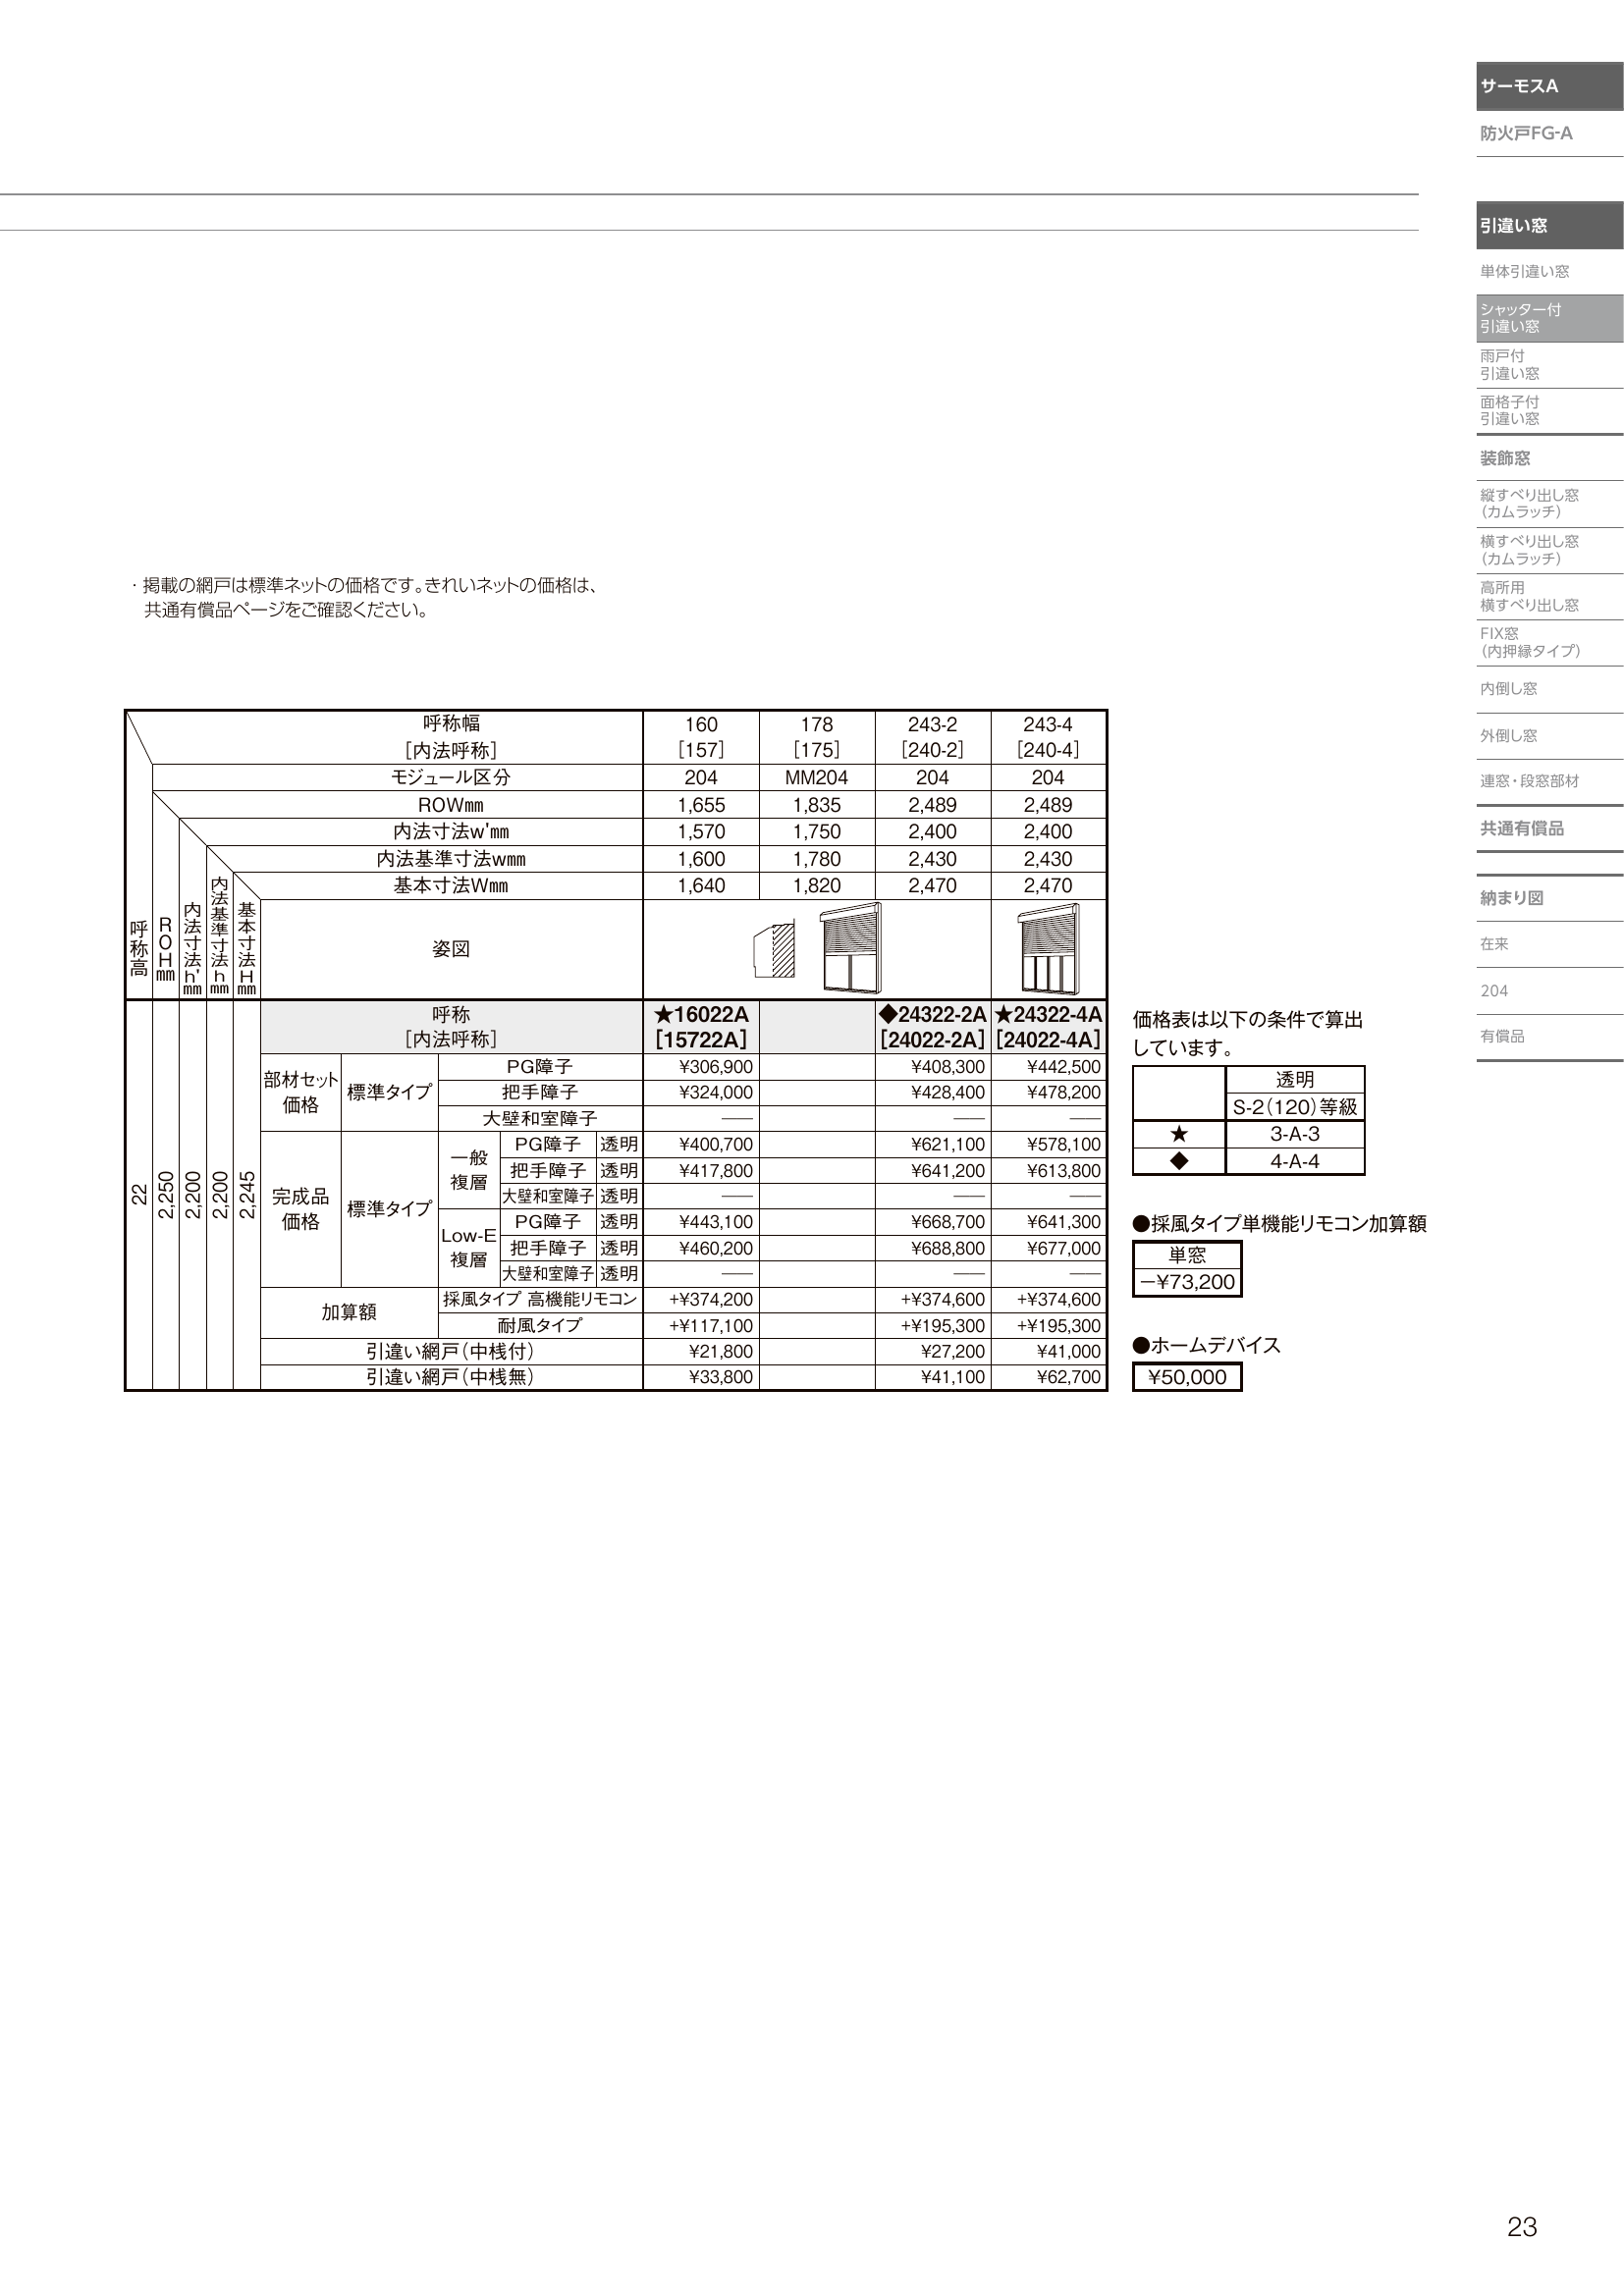 サーモスA
防火戸FG-A
引違い窓
単体引違い窓
シャッター付
引違い窓
雨戸付
引違い窓
面格子付
引違い窓
装飾窓
縦すべり出し窓
（カムラッチ）
横すべり出し窓
（カムラッチ）
高所用
横すべり出し窓
FIX窓
（内押縁タイプ）
内倒し窓
外倒し窓
連窓・段窓部材
共通有償品
納まり図
在来
204
有償品
・掲載の網戸は標準ネットの価格です。きれいネットの価格は、
共通有償品ページをご確認ください。
呼称幅 160 178 243-2 243-4
［内法呼称］ ［157］ ［175］ ［240-2］ ［240-4］
モジュール区分 204 MM204 204 204
ROW㎜ 1,655 1,835 2,489 2,489
内法寸法w'㎜ 1,570 1,750 2,400 2,400
内法基準寸法w㎜ 1,600 1,780 2,430 2,430
基本寸法W㎜ 1,640 1,820 2,470 2,470
呼称高
ROH㎜
内法寸法h'㎜
内法基準寸法h㎜
基本寸法H㎜
姿図
22 2,250 2,200 2,200 2,245
呼称 ★16022A ◆24322-2A ★24322-4A
［内法呼称］ ［15722A］ ［24022-2A］ ［24022-4A］
部材セット
価格
標準タイプ
PG障子 ¥306,900 ¥408,300 ¥442,500
把手障子 ¥324,000 ¥428,400 ¥478,200
大壁和室障子 ── ── ──
完成品
価格
標準タイプ
一般
複層
PG障子 透明 ¥400,700 ¥621,100 ¥578,100
把手障子 透明 ¥417,800 ¥641,200 ¥613,800
大壁和室障子 透明 ── ── ──
Low-E
複層
PG障子 透明 ¥443,100 ¥668,700 ¥641,300
把手障子 透明 ¥460,200 ¥688,800 ¥677,000
大壁和室障子 透明 ── ── ──
加算額
採風タイプ 高機能リモコン +¥374,200 +¥374,600 +¥374,600
耐風タイプ +¥117,100 +¥195,300 +¥195,300
引違い網戸（中桟付） ¥21,800 ¥27,200 ¥41,000
引違い網戸（中桟無） ¥33,800 ¥41,100 ¥62,700
価格表は以下の条件で算出
しています。
透明
S-2（120）等級
★ 3-A-3
◆ 4-A-4
●採風タイプ単機能リモコン加算額
単窓
－¥73,200
●ホームデバイス
¥50,000
23